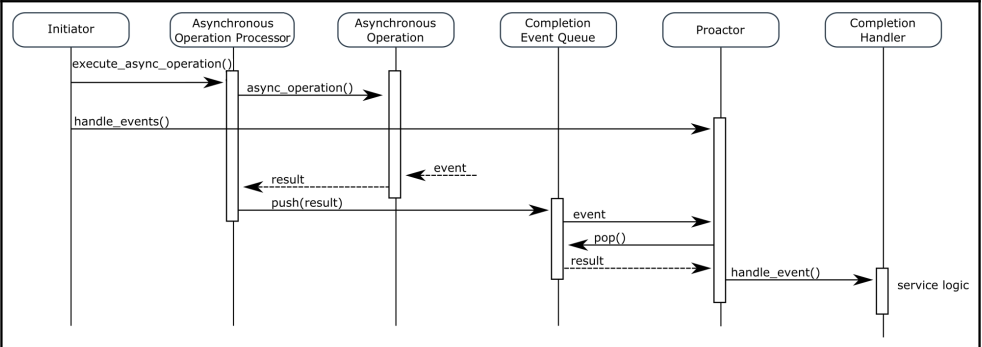 Initiator
Asynchronous
Operation Processor
Asynchronous
Operation
Completion
Event Queue
Proactor
Completion
Handler
execute_async_operation()
async_operation()
handle_events()
event
result
push(result)
event
pop()
result
handle_event()
service logic